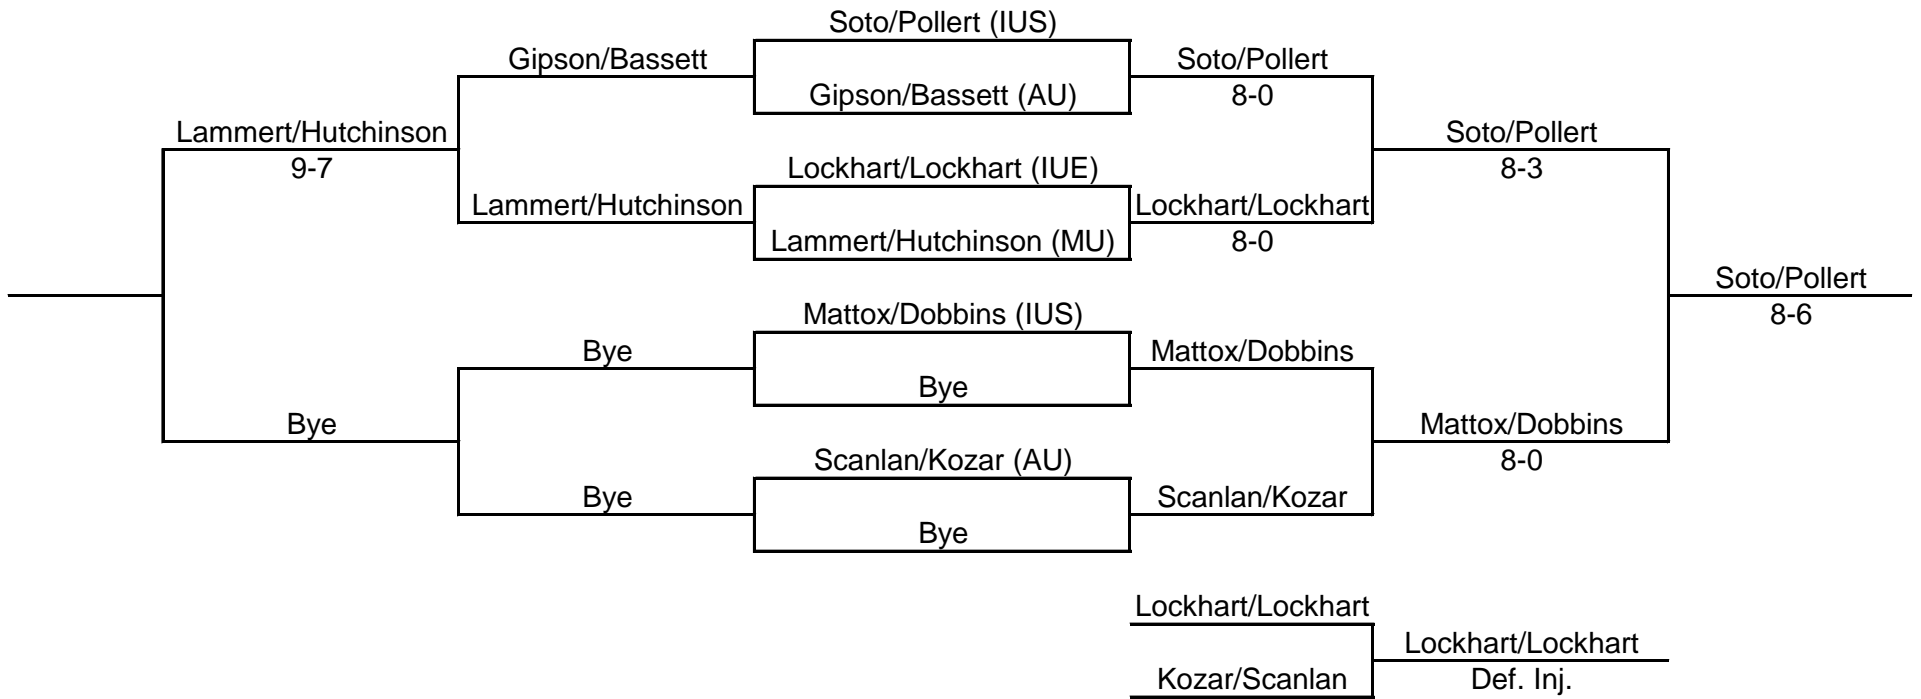 Soto/Pollert (IUS)
Gipson/Bassett
Soto/Pollert
Gipson/Bassett (AU)
8-0
Lammert/Hutchinson
Soto/Pollert
9-7
Lockhart/Lockhart (IUE)
8-3
Lammert/Hutchinson
Lockhart/Lockhart
Lammert/Hutchinson (MU)
8-0
Soto/Pollert
Mattox/Dobbins (IUS)
8-6
Bye
Mattox/Dobbins
Bye
Bye
Mattox/Dobbins
Scanlan/Kozar (AU)
8-0
Bye
Scanlan/Kozar
Bye
Lockhart/Lockhart
Lockhart/Lockhart
Kozar/Scanlan
Def. Inj.